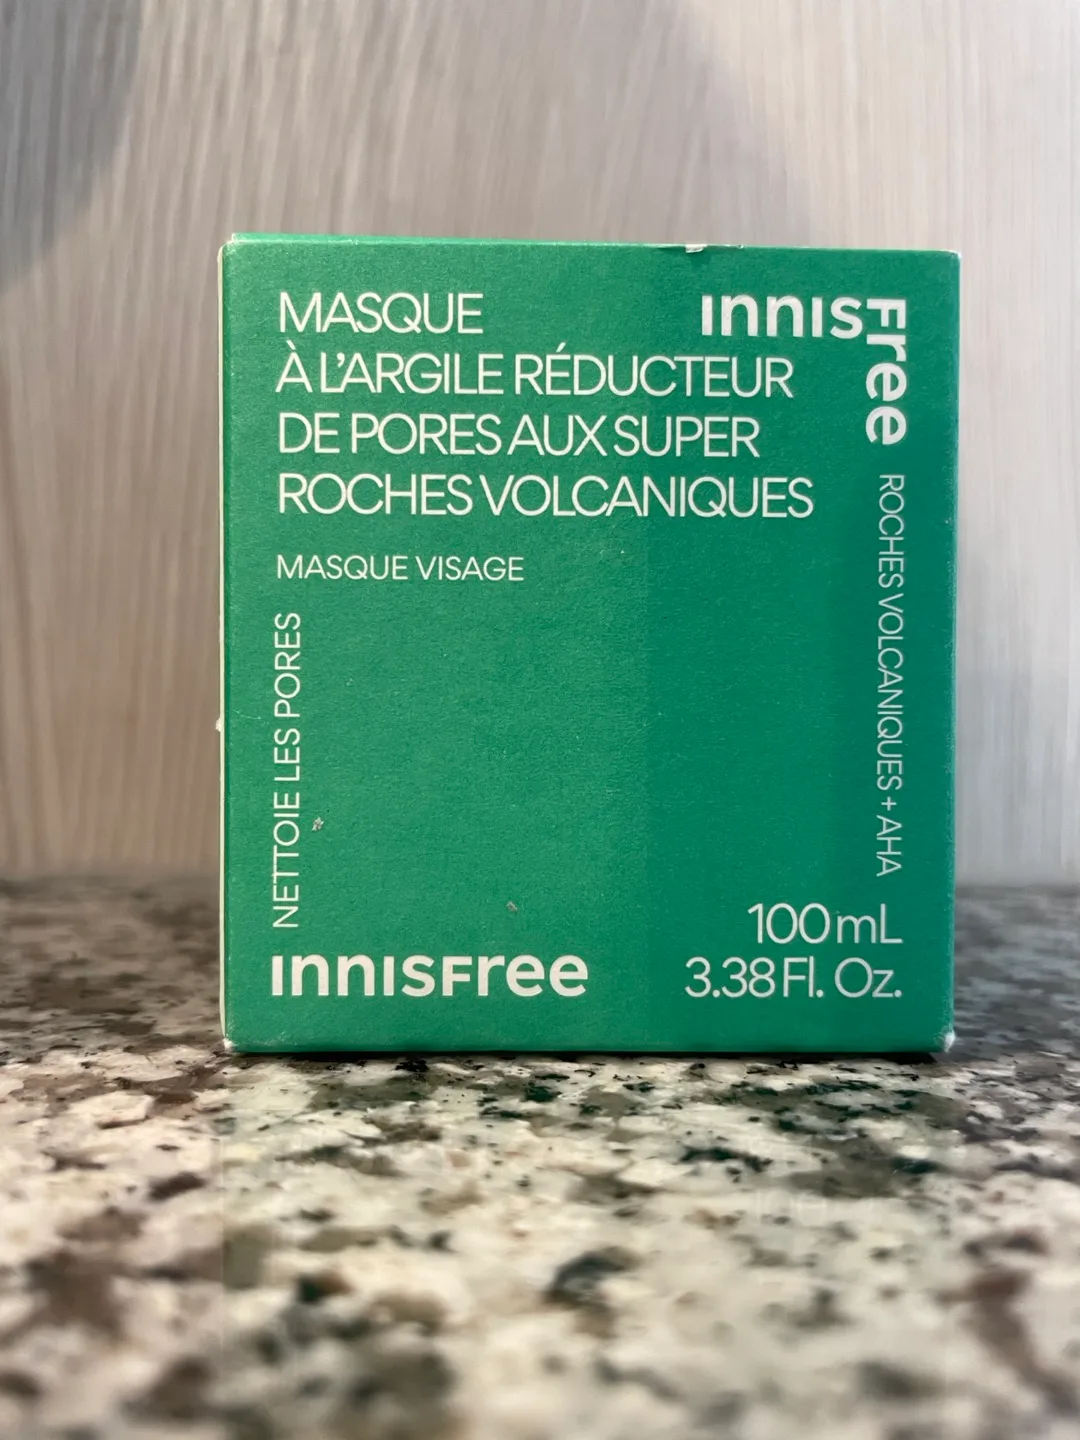 MASQUE
À L'ARGILE RÉDUCTEUR
DE PORES AUX SUPER
ROCHES VOLCANIQUES
MASQUE VISAGE
innisfree
ROCHES VOLCANIQUES + AHA
NETTOIE LES PORES
innisfree
100 mL
3.38 Fl. Oz.